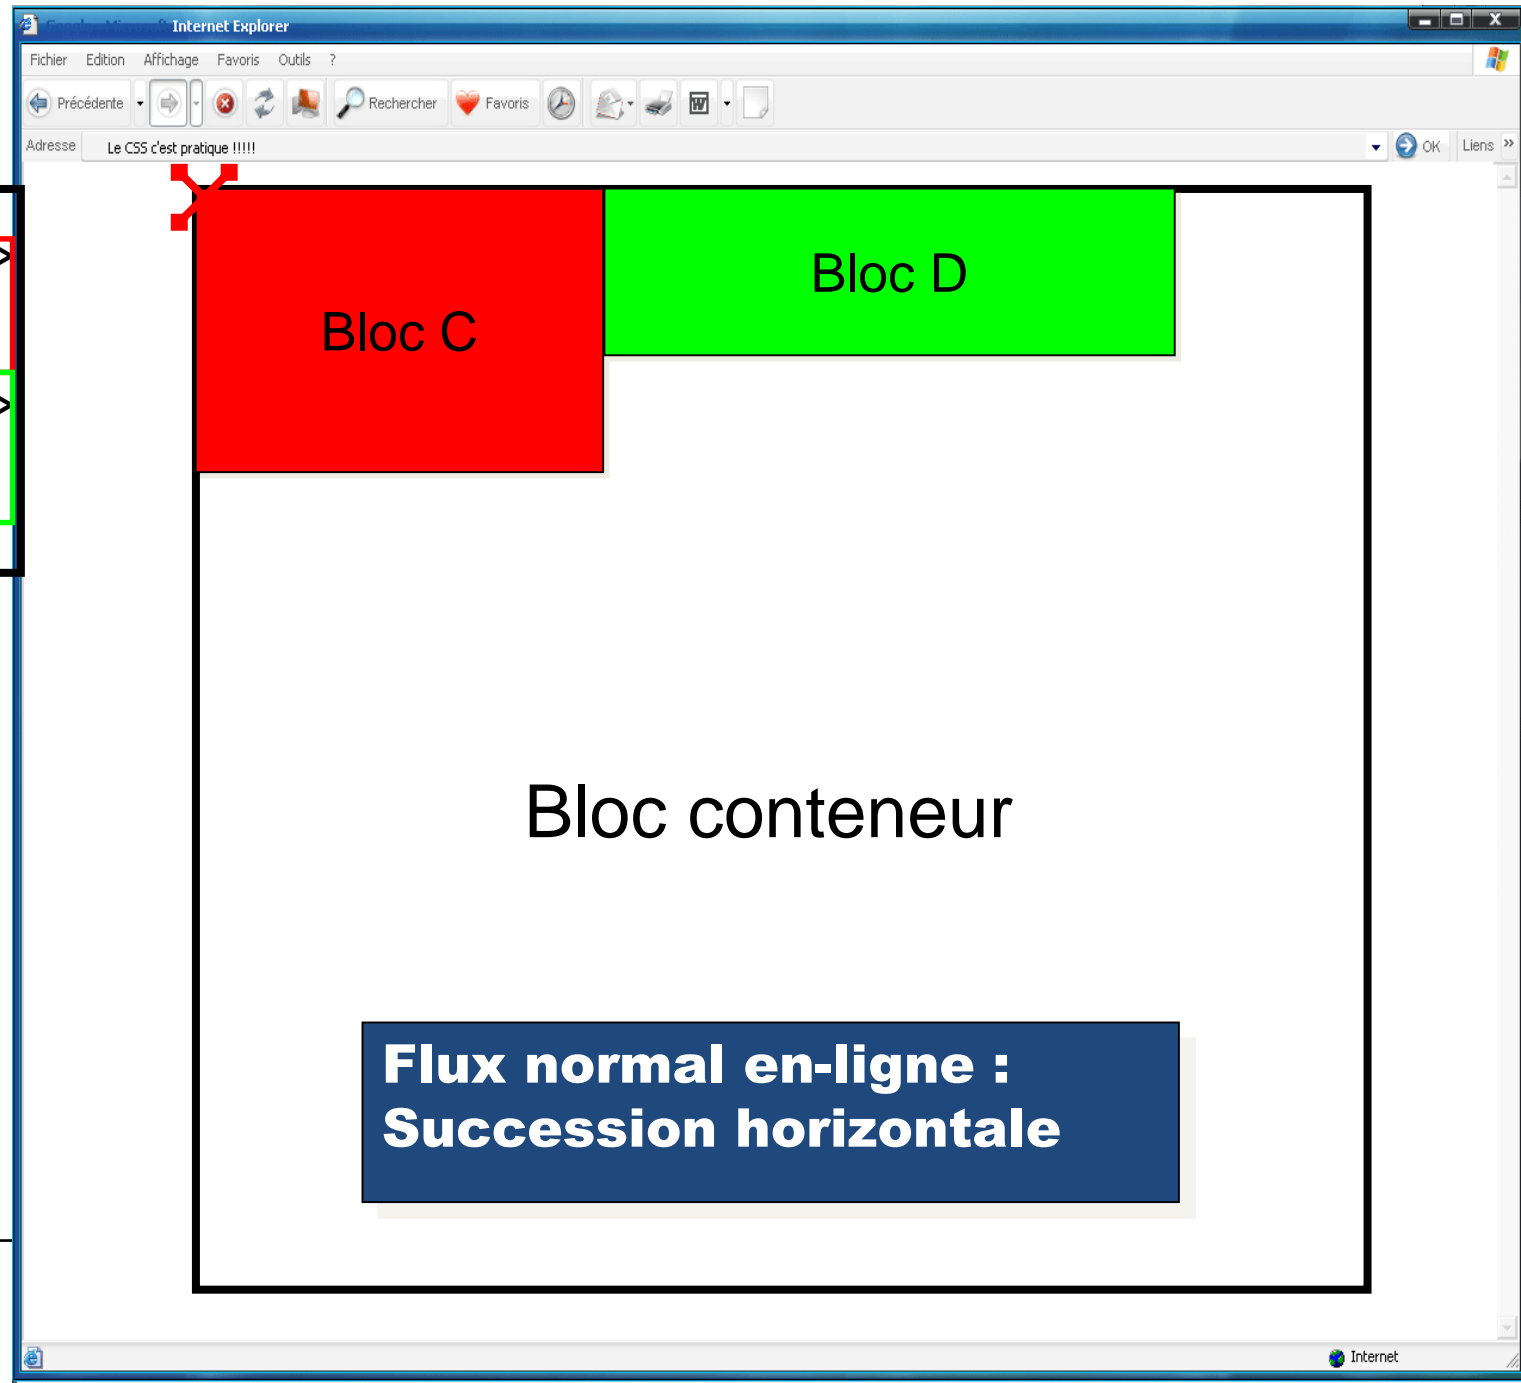 Internet Explorer
Fichier Edition Affichage Favoris Outils ?
Précédente Rechercher Favoris
Adresse Le CSS c'est pratique !!!!! OK Liens »
>
>
Bloc D
Bloc C
Bloc conteneur
Flux normal en-ligne :
Succession horizontale
Internet